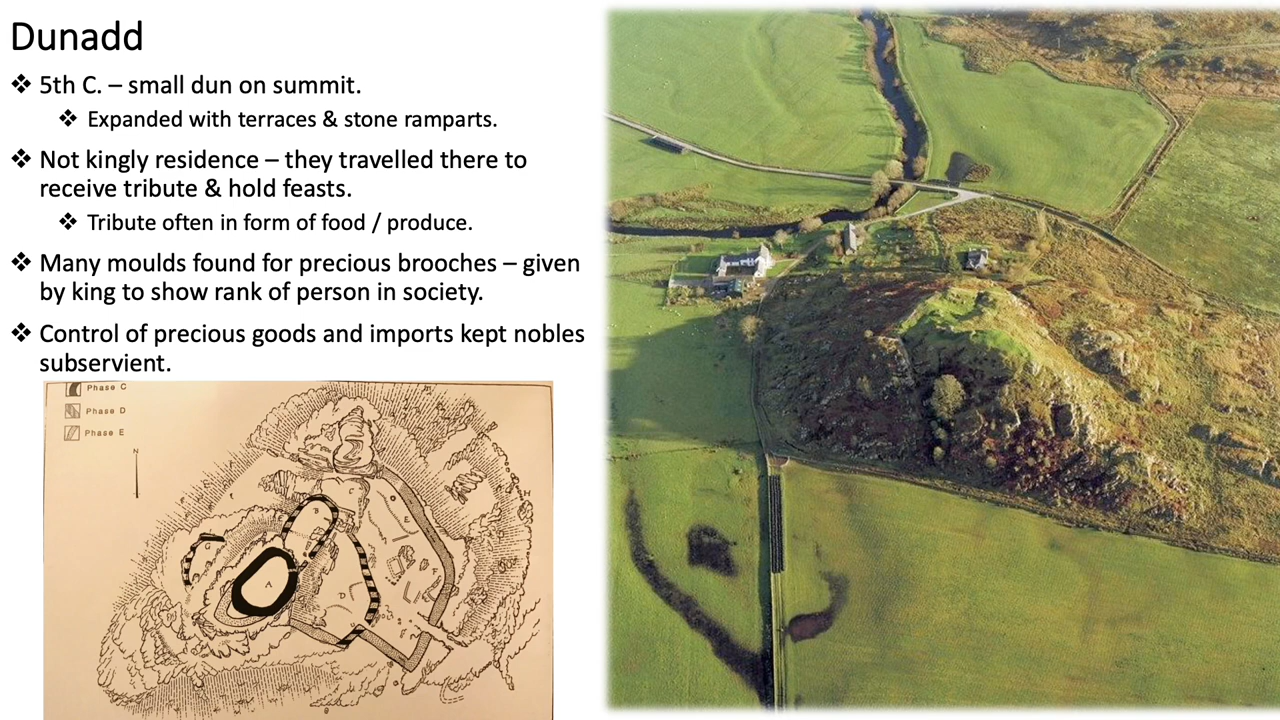 Dunadd
❖ 5th C. – small dun on summit.
❖ Expanded with terraces & stone ramparts.
❖ Not kingly residence – they travelled there to
receive tribute & hold feasts.
❖ Tribute often in form of food / produce.
❖ Many moulds found for precious brooches – given
by king to show rank of person in society.
❖ Control of precious goods and imports kept nobles
subservient.
Phase C
Phase D
Phase E
N
B
E
A
D
F
H